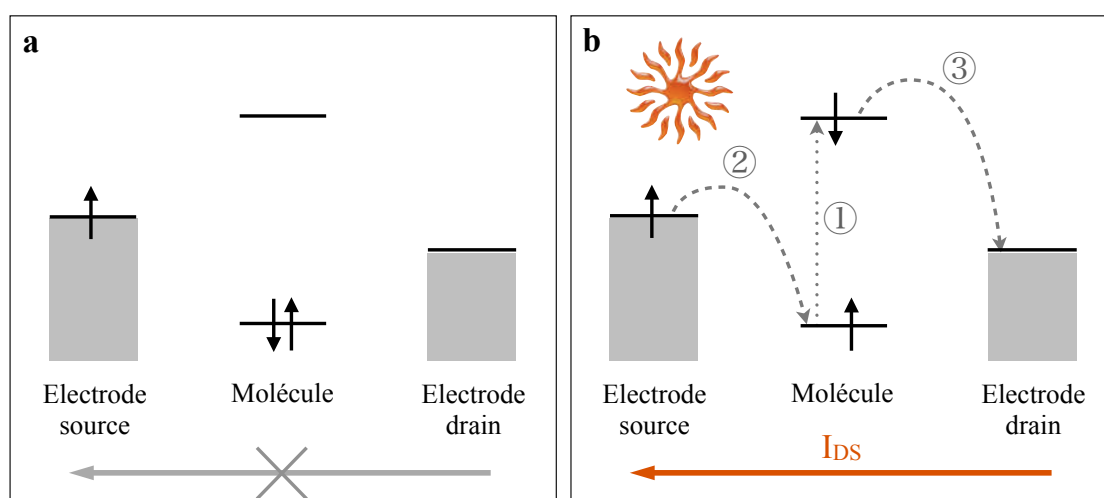 a
Electrode
source
Molécule
Electrode
drain
b
①
②
③
Electrode
source
Molécule
Electrode
drain
IDS